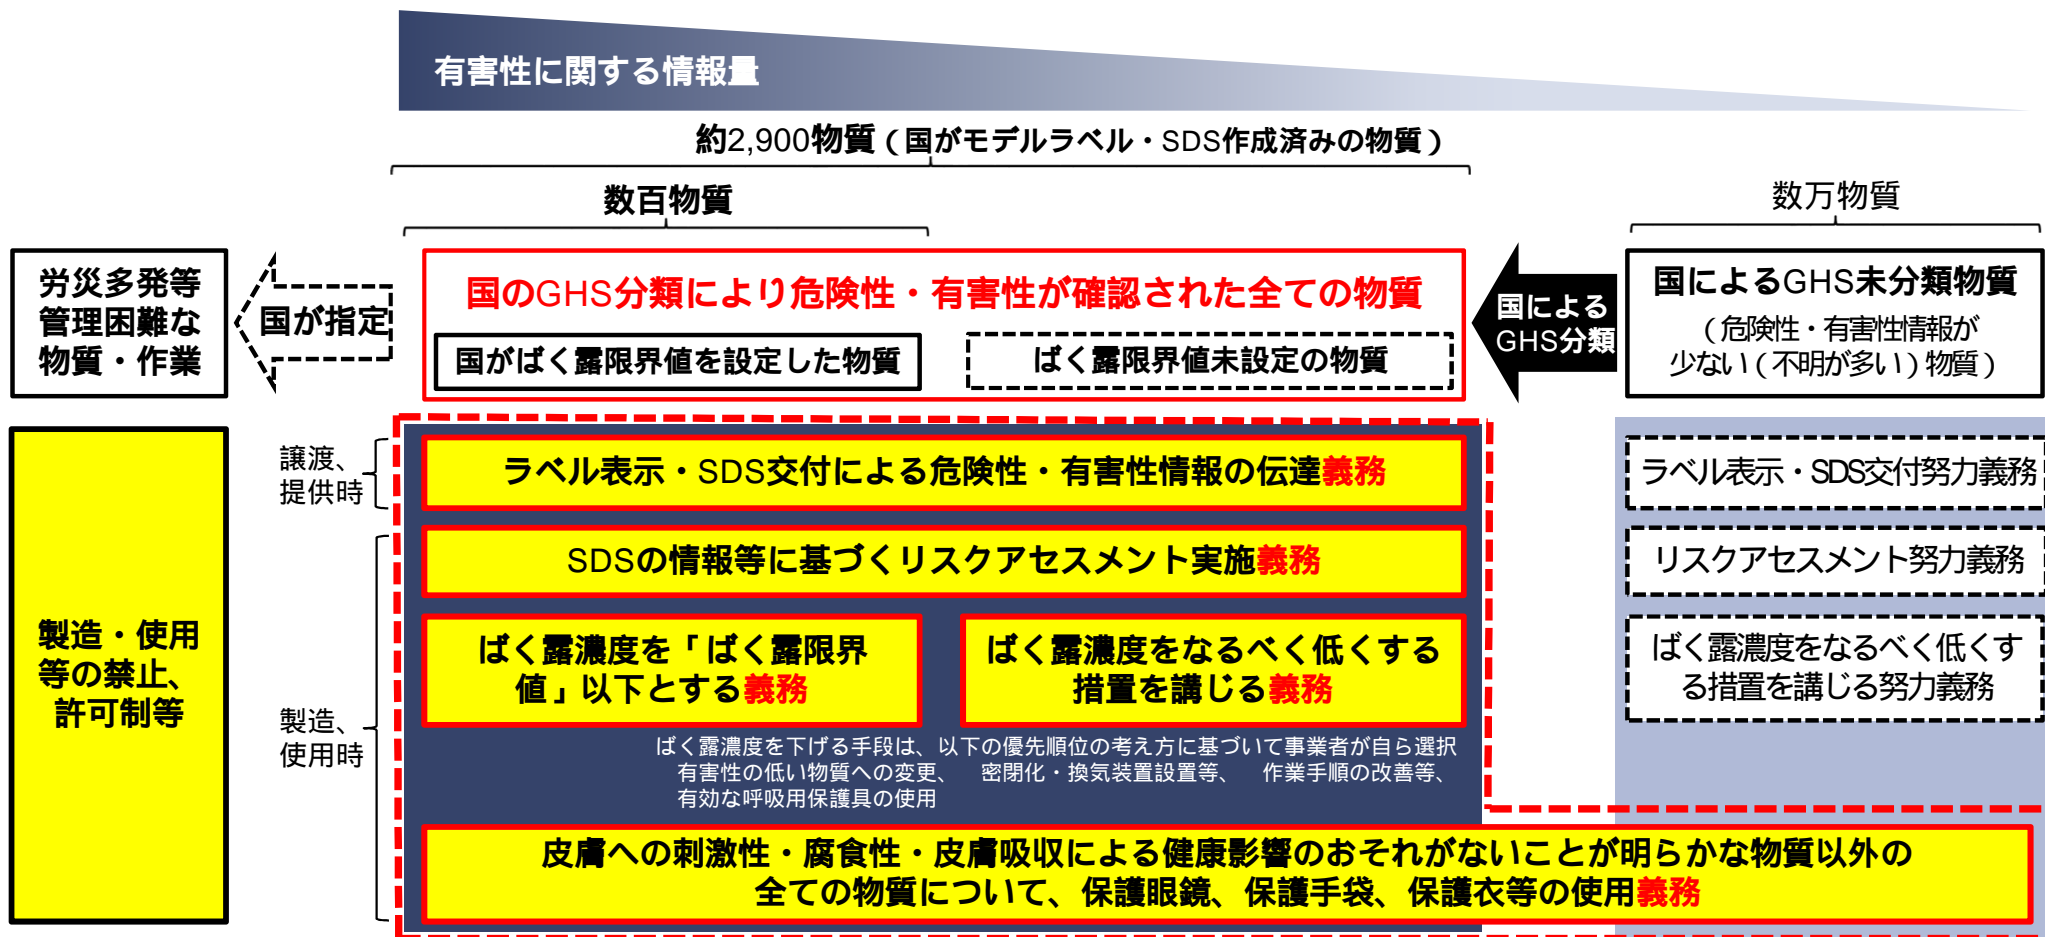 有害性に関する情報量
約2,900物質(国がモデルラベル・SDS作成済みの物質)
数百物質
数万物質
労災多発等
管理困難な
物質・作業
国が指定
国のGHS分類により危険性・有害性が確認された全ての物質
国がばく露限界値を設定した物質
ばく露限界値未設定の物質
国による
GHS分類
国によるGHS未分類物質
(危険性・有害性情報が
少ない(不明が多い)物質)
製造・使用
等の禁止、
許可制等
譲渡、
提供時
ラベル表示・SDS交付による危険性・有害性情報の伝達義務
ラベル表示・SDS交付努力義務
製造、
使用時
SDSの情報等に基づくリスクアセスメント実施義務
リスクアセスメント努力義務
ばく露濃度を「ばく露限界
値」以下とする義務
ばく露濃度をなるべく低くする
措置を講じる義務
ばく露濃度をなるべく低くす
る措置を講じる努力義務
ばく露濃度を下げる手段は、以下の優先順位の考え方に基づいて事業者が自ら選択
有害性の低い物質への変更、 密閉化・換気装置設置等、 作業手順の改善等、
有効な呼吸用保護具の使用
皮膚への刺激性・腐食性・皮膚吸収による健康影響のおそれがないことが明らかな物質以外の
全ての物質について、保護眼鏡、保護手袋、保護衣等の使用義務